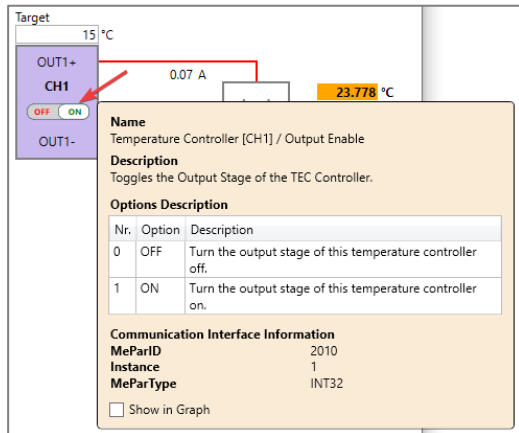 Target
15 °C
OUT1+
0.07 A
CH1
23.778 °C
OFF ON
OUT1-
Name
Temperature Controller [CH1] / Output Enable
Description
Toggles the Output Stage of the TEC Controller.
Options Description
Nr. Option Description
0 OFF Turn the output stage of this temperature controller
off.
1 ON Turn the output stage of this temperature controller
on.
Communication Interface Information
MeParID 2010
Instance 1
MeParType INT32
Show in Graph